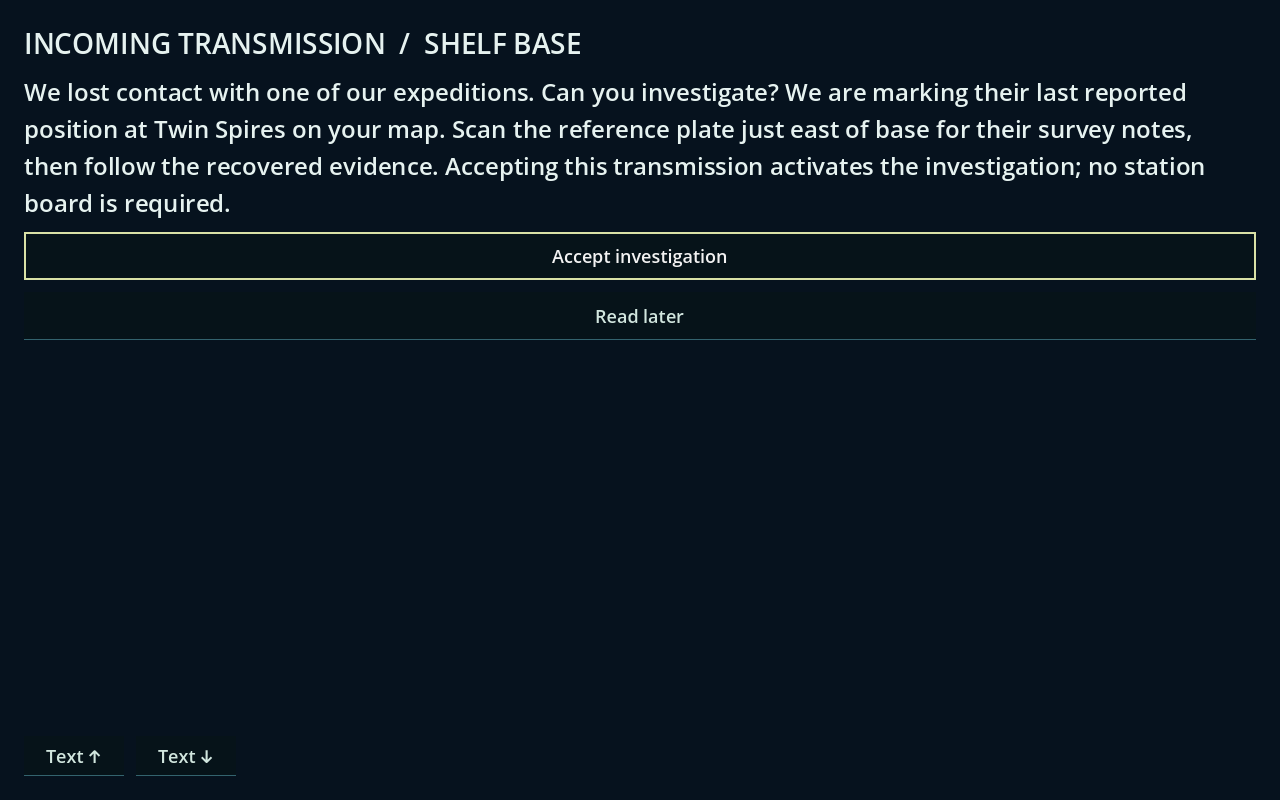 INCOMING TRANSMISSION / SHELF BASE
We lost contact with one of our expeditions. Can you investigate? We are marking their last reported
position at Twin Spires on your map. Scan the reference plate just east of base for their survey notes,
then follow the recovered evidence. Accepting this transmission activates the investigation; no station
board is required.
Accept investigation
Read later
Text ↑
Text ↓